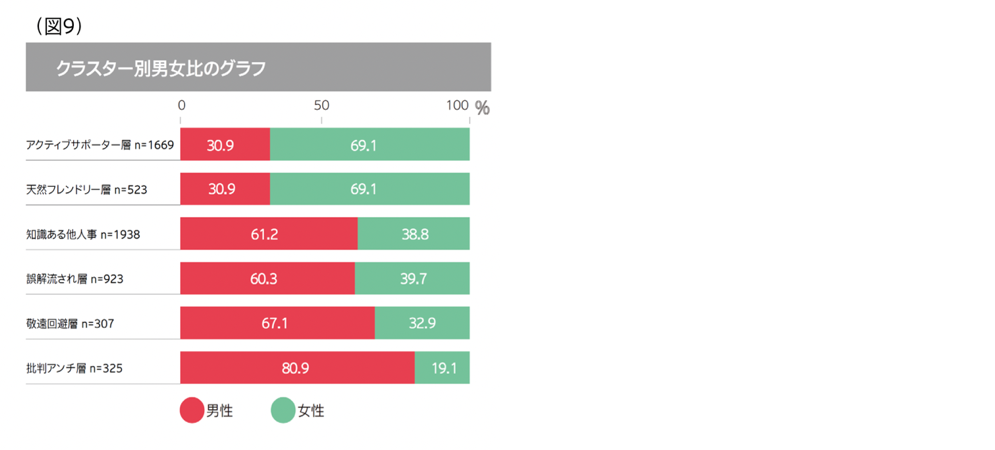 (図9)
クラスター別男女比のグラフ
0 50 100 %
アクティブサポーター層 n=1669 30.9 69.1
天然フレンドリー層 n=523 30.9 69.1
知識ある他人事 n=1938 61.2 38.8
誤解流され層 n=923 60.3 39.7
敬遠回避層 n=307 67.1 32.9
批判アンチ層 n=325 80.9 19.1
男性 女性